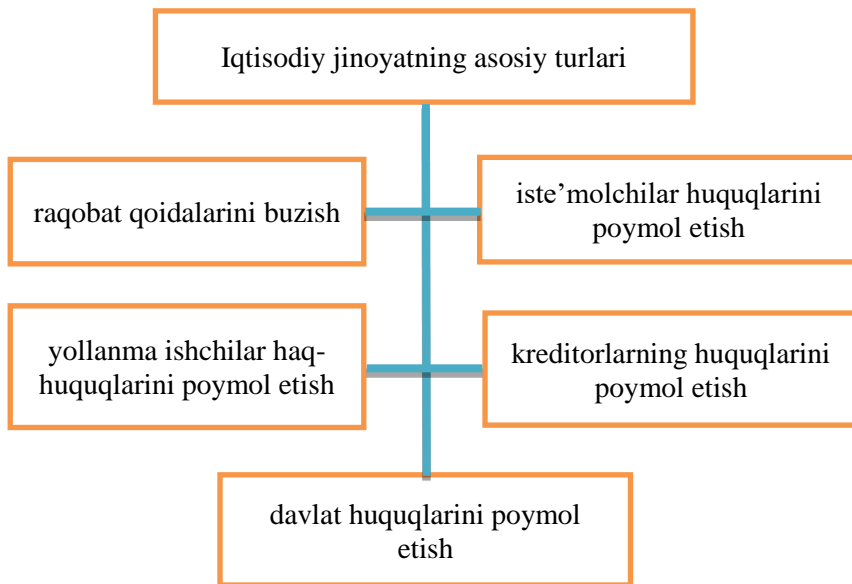 Iqtisodiy jinoyatning asosiy turlari
raqobat qoidalarini buzish
iste’molchilar huquqlarini
poymol etish
yollanma ishchilar haq-
huquqlarini poymol etish
kreditorlarning huquqlarini
poymol etish
davlat huquqlarini poymol
etish